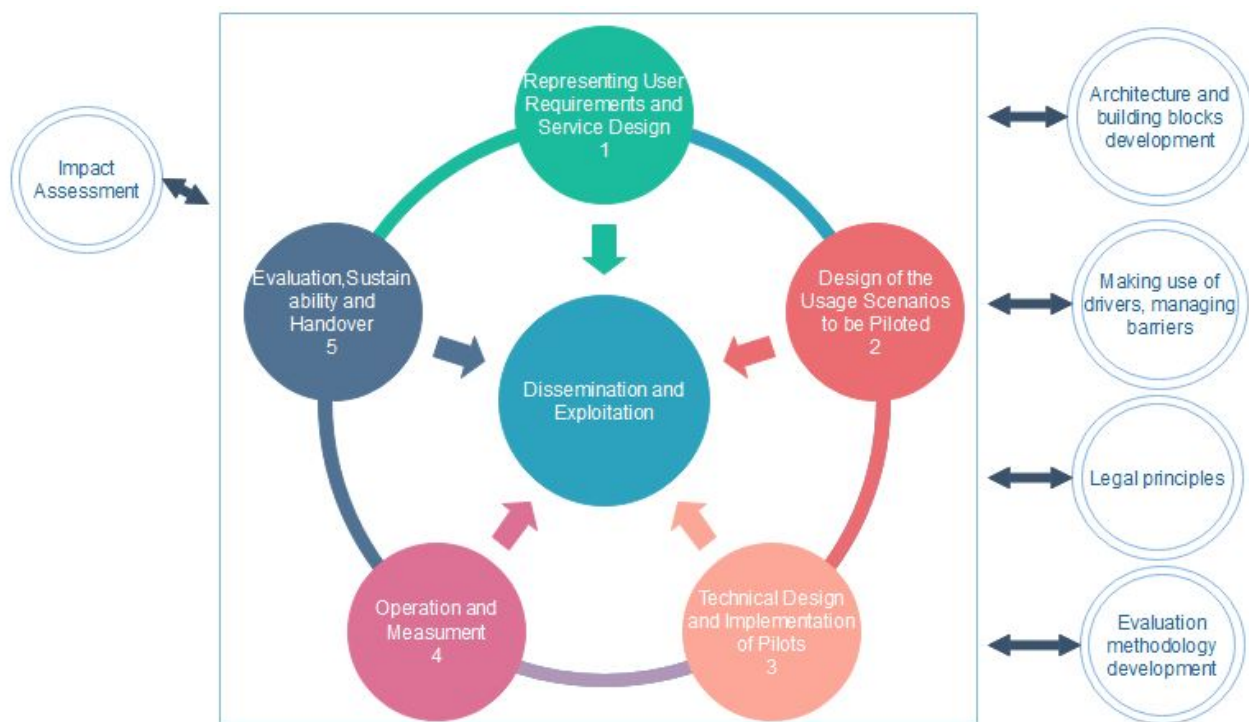 Representing User
Requirements and
Service Design
1
Architecture and
building blocks
development
Impact
Assessment
Evaluation,Sustain
ability and
Handover
5
Design of the
Usage Scenarios
to be Piloted
2
Making use of
drivers, managing
barriers
Dissemination and
Exploitation
Legal principles
Operation and
Measument
4
Technical Design
and Implementation
of Pilots
3
Evaluation
methodology
development